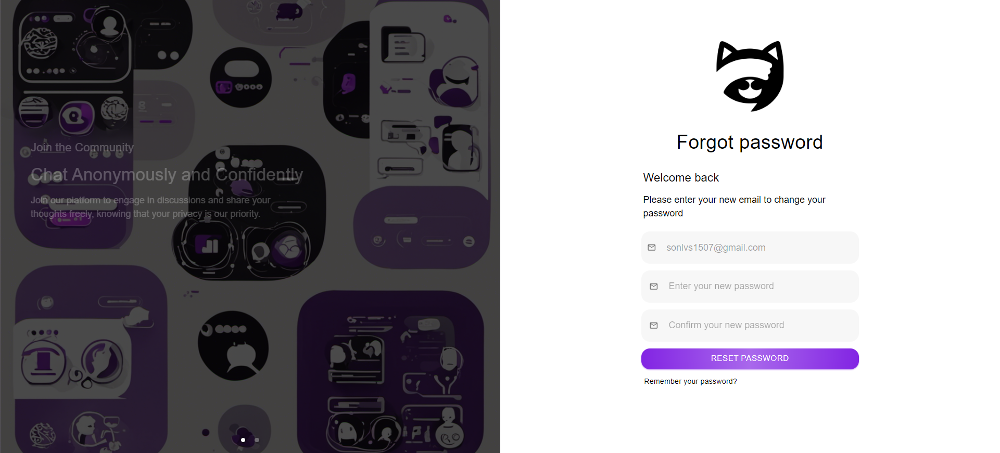 Join the Community
Chat Anonymously and Confidently
Join our platform to engage in discussions and share your
thoughts freely, knowing that your privacy is our priority.
Forgot password
Welcome back
Please enter your new email to change your
password
sonlvs1507@gmail.com
Enter your new password
Confirm your new password
RESET PASSWORD
Remember your password?